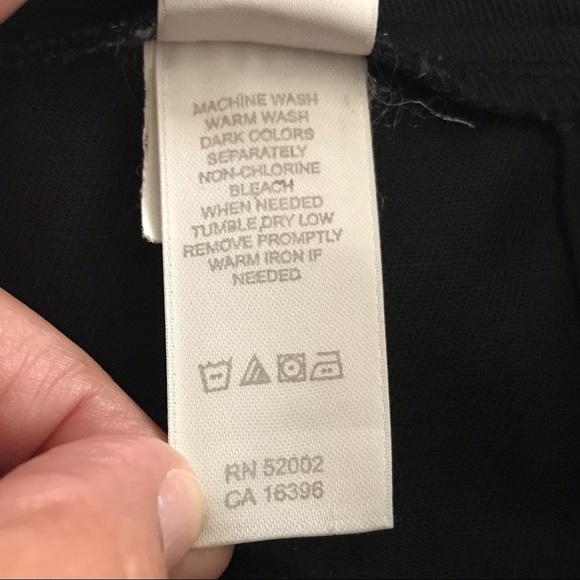 MACHINE WASH
WARM WASH
DARK COLORS
SEPARATELY
NON-CHLORINE
BLEACH
WHEN NEEDED
TUMBLE DRY LOW
REMOVE PROMPTLY
WARM IRON IF
NEEDED
RN 52002
CA 16396